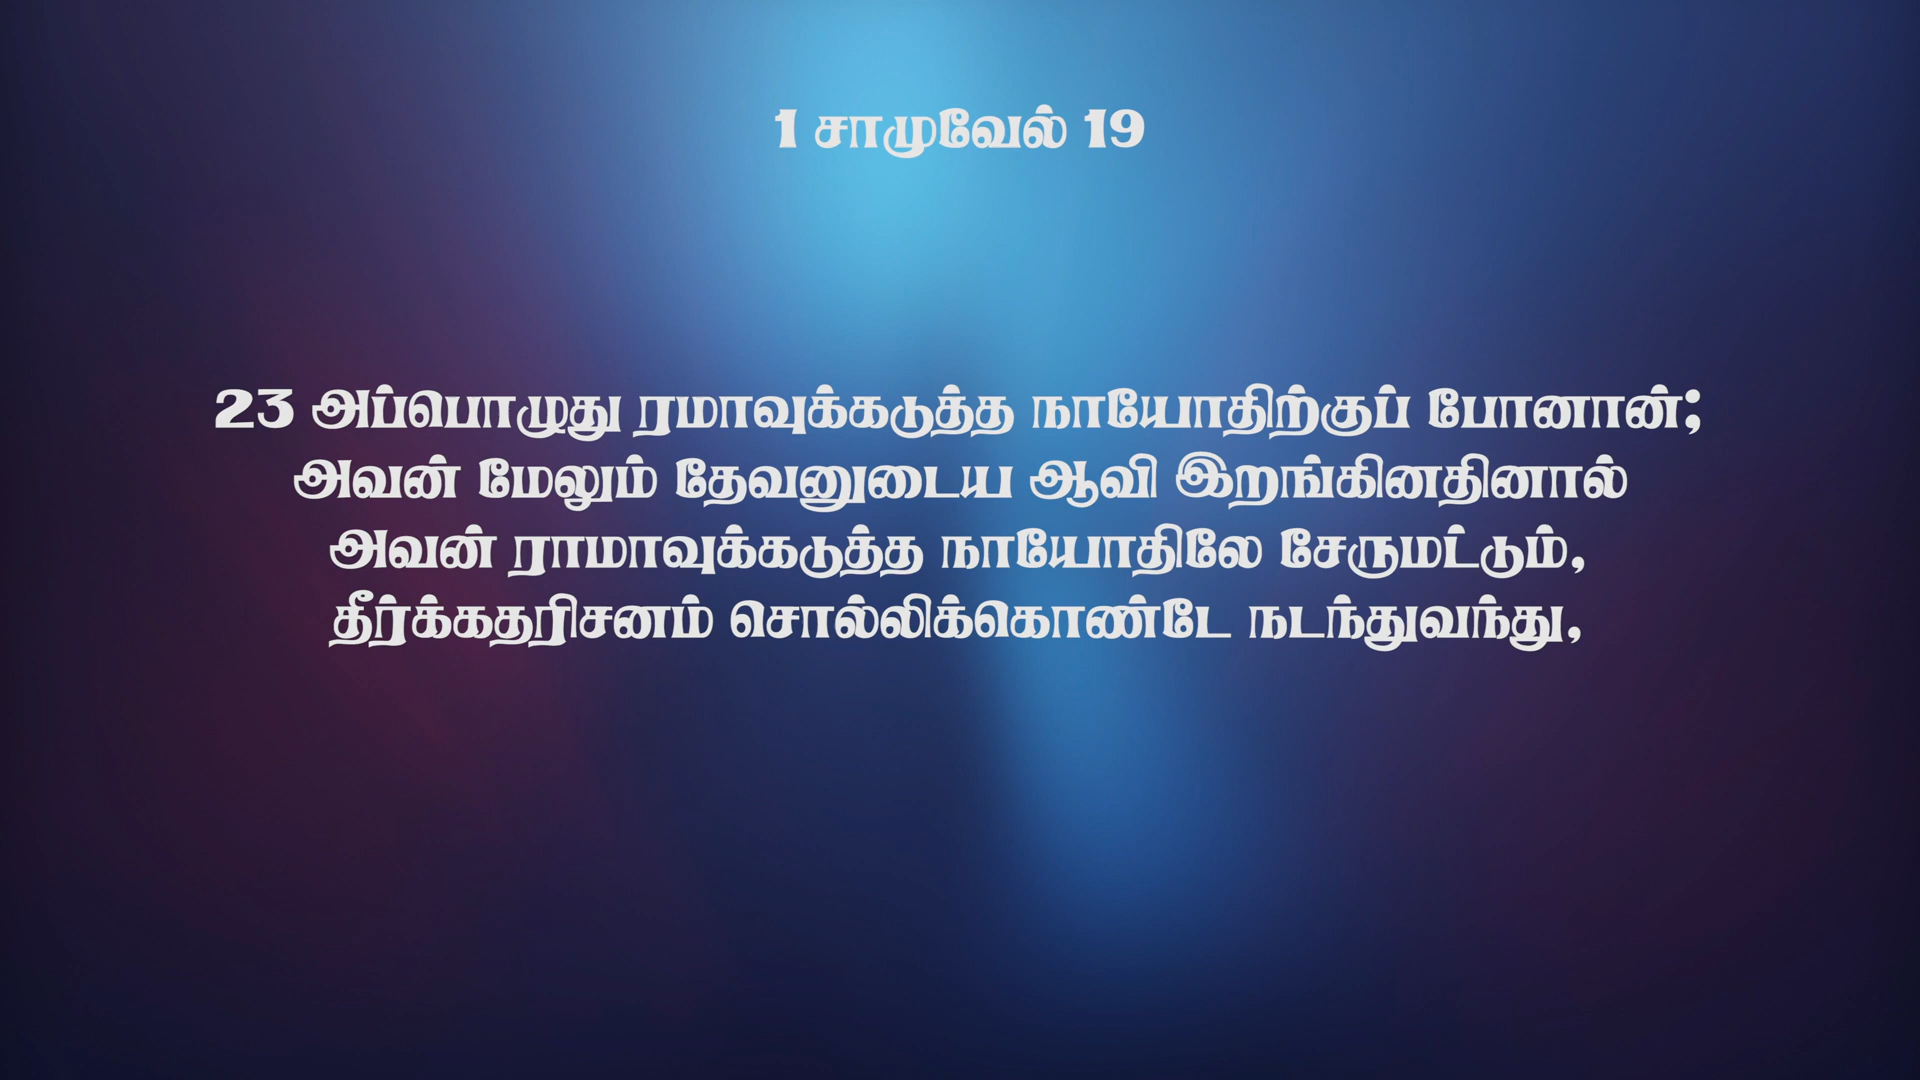 1 சாமுவேல் 19
23 அப்பொழுது ரமாவுக்கடுத்த நாயோதிற்குப் போனான்;
அவன் மேலும் தேவனுடைய ஆவி இறங்கினதினால்
அவன் ராமாவுக்கடுத்த நாயோதிலே சேருமட்டும்,
தீர்க்கதரிசனம் சொல்லிக்கொண்டே நடந்துவந்து,